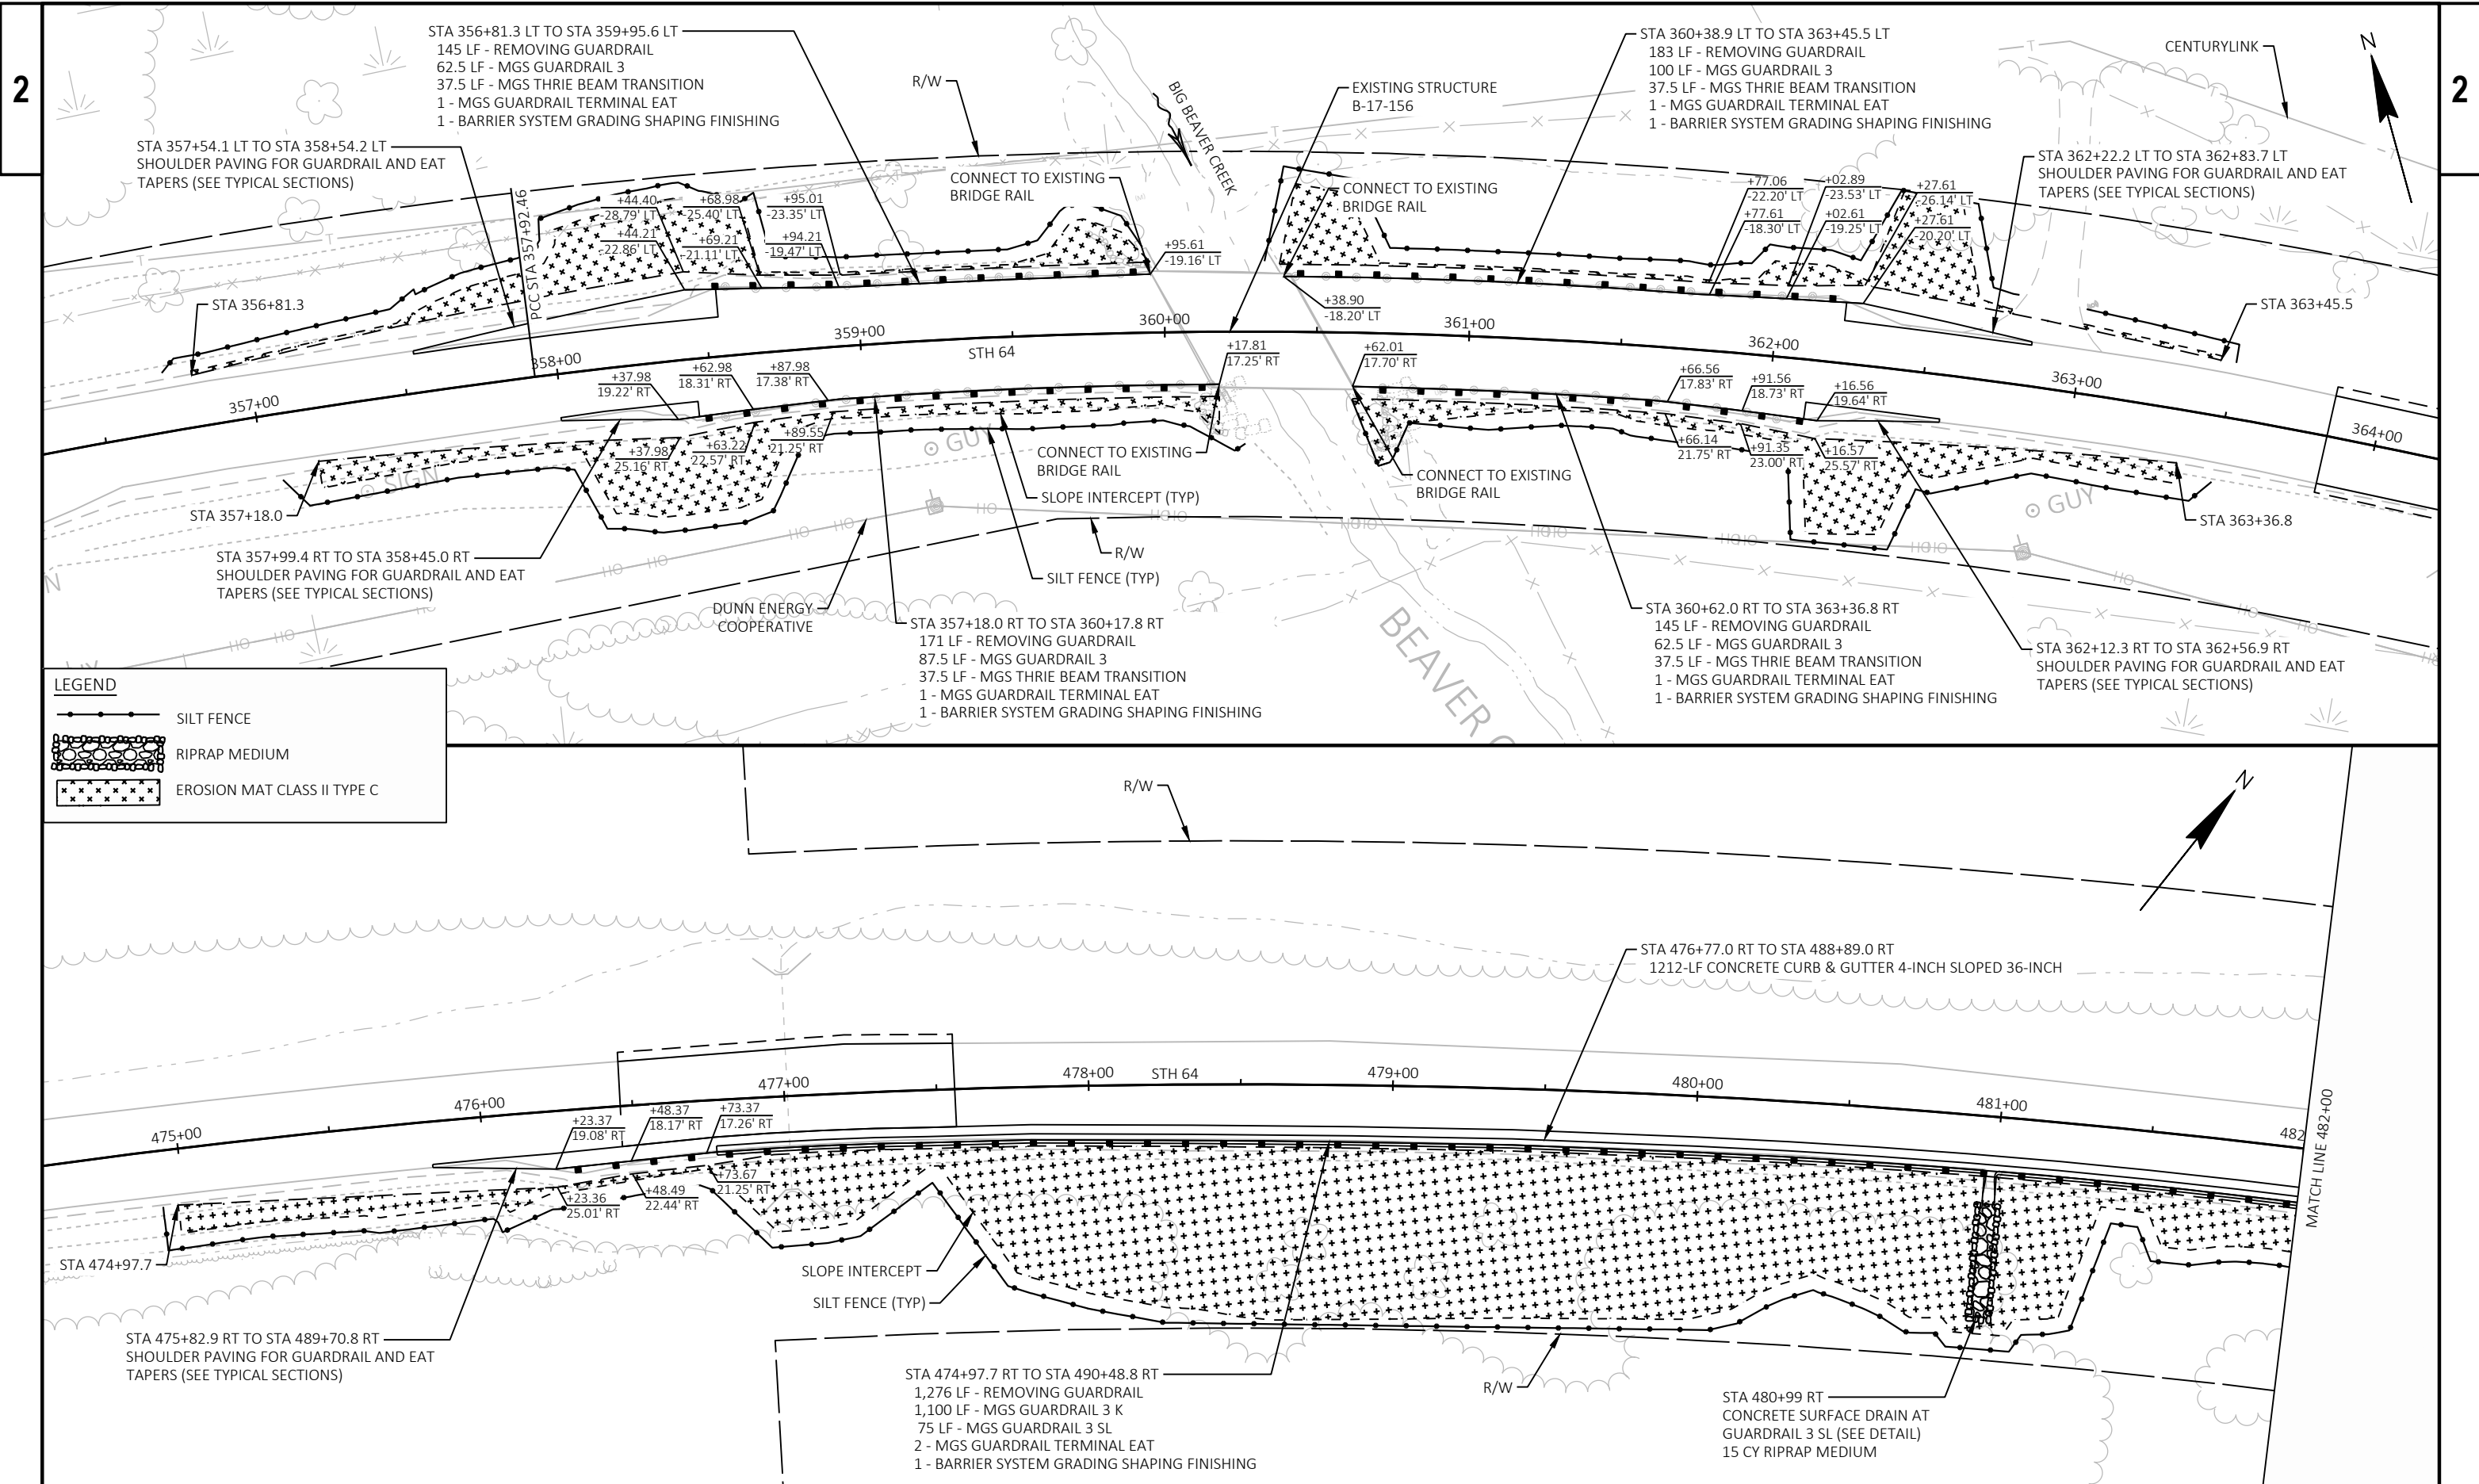 2
2
STA 356+81.3 LT TO STA 359+95.6 LT
145 LF - REMOVING GUARDRAIL
62.5 LF - MGS GUARDRAIL 3
37.5 LF - MGS THRIE BEAM TRANSITION
1 - MGS GUARDRAIL TERMINAL EAT
1 - BARRIER SYSTEM GRADING SHAPING FINISHING
STA 357+54.1 LT TO STA 358+54.2 LT
SHOULDER PAVING FOR GUARDRAIL AND EAT
TAPERS (SEE TYPICAL SECTIONS)
R/W
BIG BEAVER CREEK
EXISTING STRUCTURE
B-17-156
STA 360+38.9 LT TO STA 363+45.5 LT
183 LF - REMOVING GUARDRAIL
100 LF - MGS GUARDRAIL 3
37.5 LF - MGS THRIE BEAM TRANSITION
1 - MGS GUARDRAIL TERMINAL EAT
1 - BARRIER SYSTEM GRADING SHAPING FINISHING
CENTURYLINK
N
STA 362+22.2 LT TO STA 362+83.7 LT
SHOULDER PAVING FOR GUARDRAIL AND EAT
TAPERS (SEE TYPICAL SECTIONS)
CONNECT TO EXISTING
BRIDGE RAIL
CONNECT TO EXISTING
BRIDGE RAIL
PCC STA 357+92.46
+44.40
-28.79' LT
+68.98
-25.40' LT
+95.01
-23.35' LT
+44.21
-22.86' LT
+69.21
-21.11' LT
+94.21
-19.47' LT
+95.61
-19.16' LT
+38.90
-18.20' LT
+77.06
-22.20' LT
+02.89
-23.53' LT
+27.61
-26.14' LT
+77.61
-18.30' LT
+02.61
-19.25' LT
+27.61
-20.20' LT
STA 356+81.3
STA 363+45.5
357+00
358+00
359+00
360+00
361+00
362+00
363+00
364+00
STH 64
+37.98
19.22' RT
+62.98
18.31' RT
+87.98
17.38' RT
+17.81
17.25' RT
+62.01
17.70' RT
+66.56
17.83' RT
+91.56
18.73' RT
+16.56
19.64' RT
+37.98
25.16' RT
+63.22
22.57' RT
+89.55
21.25' RT
+66.14
21.75' RT
+91.35
23.00' RT
+16.57
25.57' RT
GUY
SIGN
GUY
CONNECT TO EXISTING
BRIDGE RAIL
CONNECT TO EXISTING
BRIDGE RAIL
SLOPE INTERCEPT (TYP)
R/W
SILT FENCE (TYP)
STA 357+18.0
STA 363+36.8
STA 357+99.4 RT TO STA 358+45.0 RT
SHOULDER PAVING FOR GUARDRAIL AND EAT
TAPERS (SEE TYPICAL SECTIONS)
DUNN ENERGY
COOPERATIVE
STA 357+18.0 RT TO STA 360+17.8 RT
171 LF - REMOVING GUARDRAIL
87.5 LF - MGS GUARDRAIL 3
37.5 LF - MGS THRIE BEAM TRANSITION
1 - MGS GUARDRAIL TERMINAL EAT
1 - BARRIER SYSTEM GRADING SHAPING FINISHING
BEAVER
STA 360+62.0 RT TO STA 363+36.8 RT
145 LF - REMOVING GUARDRAIL
62.5 LF - MGS GUARDRAIL 3
37.5 LF - MGS THRIE BEAM TRANSITION
1 - MGS GUARDRAIL TERMINAL EAT
1 - BARRIER SYSTEM GRADING SHAPING FINISHING
STA 362+12.3 RT TO STA 362+56.9 RT
SHOULDER PAVING FOR GUARDRAIL AND EAT
TAPERS (SEE TYPICAL SECTIONS)
LEGEND
SILT FENCE
RIPRAP MEDIUM
EROSION MAT CLASS II TYPE C
R/W
N
STA 476+77.0 RT TO STA 488+89.0 RT
1212-LF CONCRETE CURB & GUTTER 4-INCH SLOPED 36-INCH
475+00
476+00
477+00
478+00
STH 64
479+00
480+00
481+00
482
MATCH LINE 482+00
+23.37
19.08' RT
+48.37
18.17' RT
+73.37
17.26' RT
+23.36
25.01' RT
+48.49
22.44' RT
+73.67
21.25' RT
STA 474+97.7
SLOPE INTERCEPT
SILT FENCE (TYP)
STA 475+82.9 RT TO STA 489+70.8 RT
SHOULDER PAVING FOR GUARDRAIL AND EAT
TAPERS (SEE TYPICAL SECTIONS)
STA 474+97.7 RT TO STA 490+48.8 RT
1,276 LF - REMOVING GUARDRAIL
1,100 LF - MGS GUARDRAIL 3 K
75 LF - MGS GUARDRAIL 3 SL
2 - MGS GUARDRAIL TERMINAL EAT
1 - BARRIER SYSTEM GRADING SHAPING FINISHING
R/W
STA 480+99 RT
CONCRETE SURFACE DRAIN AT
GUARDRAIL 3 SL (SEE DETAIL)
15 CY RIPRAP MEDIUM